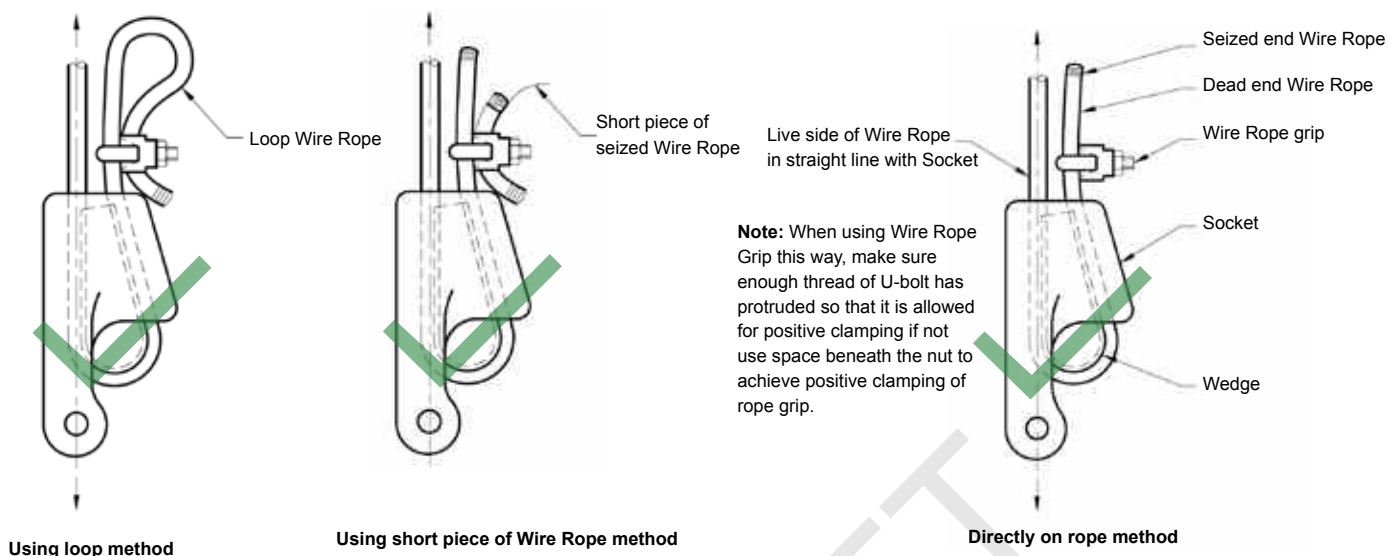 Loop Wire Rope
Using loop method
Short piece of
seized Wire Rope
Using short piece of Wire Rope method
Live side of Wire Rope
in straight line with Socket
Note: When using Wire Rope
Grip this way, make sure
enough thread of U-bolt has
protruded so that it is allowed
for positive clamping if not
use space beneath the nut to
achieve positive clamping of
rope grip.
Seized end Wire Rope
Dead end Wire Rope
Wire Rope grip
Socket
Wedge
Directly on rope method